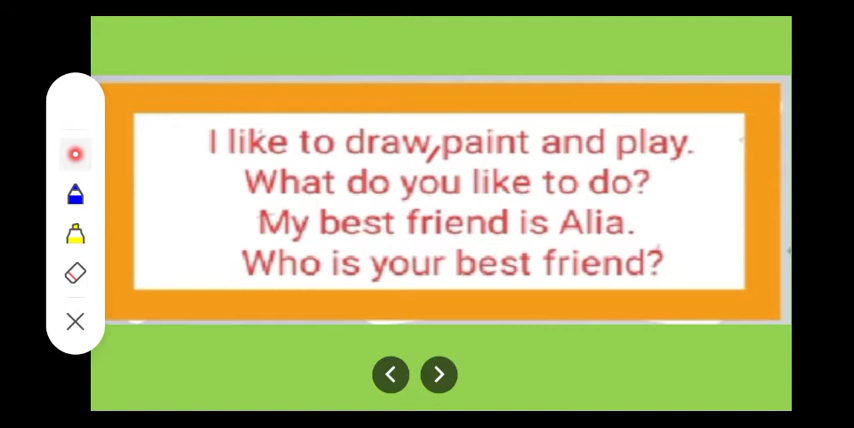 I like to draw,paint and play.
What do you like to do?
My best friend is Alia.
Who is your best friend?